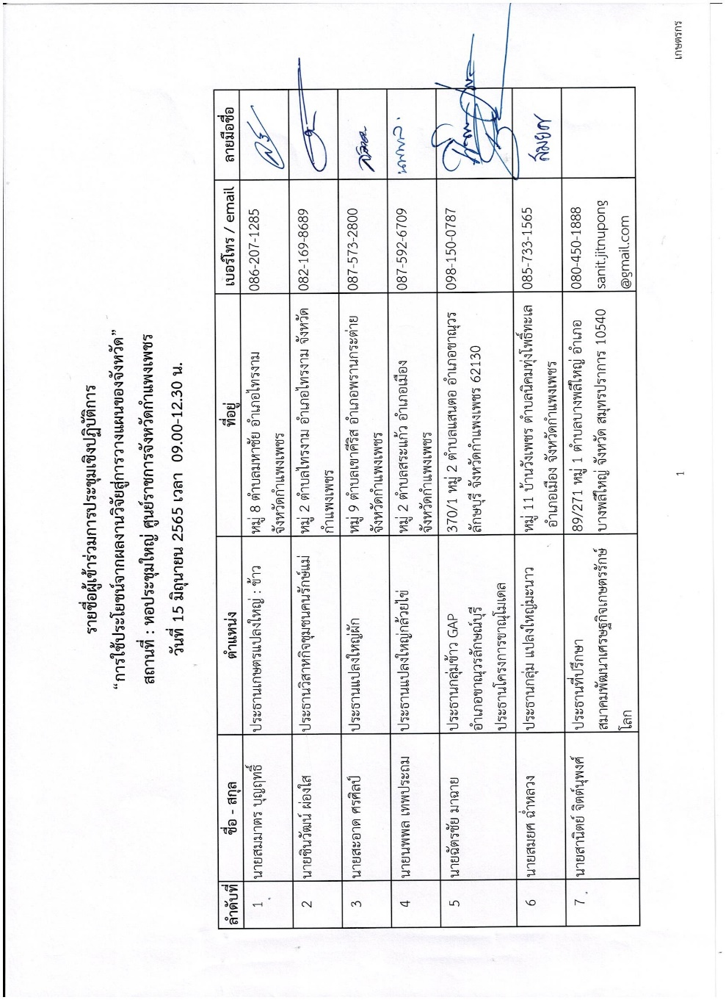 เกษตรกร
รายชื่อผู้เข้าร่วมการประชุมเชิงปฏิบัติการ
“การใช้ประโยชน์จากผลงานวิจัยสู่การวางแผนของจังหวัด”
สถานที่ : หอประชุมใหญ่ ศูนย์ราชการจังหวัดกำแพงเพชร
วันที่ 15 มิถุนายน 2565 เวลา 09.00-12.30 น.
ลำดับที่ ชื่อ - สกุล ตำแหน่ง ที่อยู่ เบอร์โทร / email ลายมือชื่อ
1 นายสมมาตร บุญฤทธิ์ ประธานเกษตรแปลงใหญ่ : ข้าว หมู่ 8 ตำบลมหาชัย อำเภอไทรงาม 086-207-1285
จังหวัดกำแพงเพชร
2 นายชินวัฒน์ ผ่องใส ประธานวิสาหกิจชุมชนคนรักษ์แม่ หมู่ 2 ตำบลไทรงาม อำเภอไทรงาม จังหวัด 082-169-8689
กำแพงเพชร
3 นายสะอาด ศรศิลป์ ประธานแปลงใหญ่ผัก หมู่ 9 ตำบลเขาคีริส อำเภอพรานกระต่าย 087-573-2800
จังหวัดกำแพงเพชร
4 นายนพพล เทพประถม ประธานแปลงใหญ่กล้วยไข่ หมู่ 2 ตำบลสระแก้ว อำเภอเมือง 087-592-6709 นพพล
จังหวัดกำแพงเพชร
5 นายฉัตรชัย มาฉาย ประธานกลุ่มข้าว GAP 370/1 หมู่ 2 ตำบลแสนตอ อำเภอขาณุวร 098-150-0787
อำเภอขาณุวรลักษณ์บุรี ลักษบุรี จังหวัดกำแพงเพชร 62130
ประธานโครงการขาณุโมเดล
6 นายสมยศ ฉ่ำหลวง ประธานกลุ่ม แปลงใหญ่มะนาว หมู่ 11 บ้านวังเพชร ตำบลนิคมทุ่งโพธิ์ทะเล 085-733-1565 สมยศ
อำเภอเมือง จังหวัดกำแพงเพชร
7 นายสานิตย์ จิตต์นุพงศ์ ประธานที่ปรึกษา 89/271 หมู่ 1 ตำบลบางพลีใหญ่ อำเภอ 080-450-1888
สมาคมพัฒนาเศรษฐกิจเกษตรรักษ์ บางพลีใหญ่ จังหวัด สมุทรปราการ 10540 sanit.jitnupong
โลก @gmail.com
1